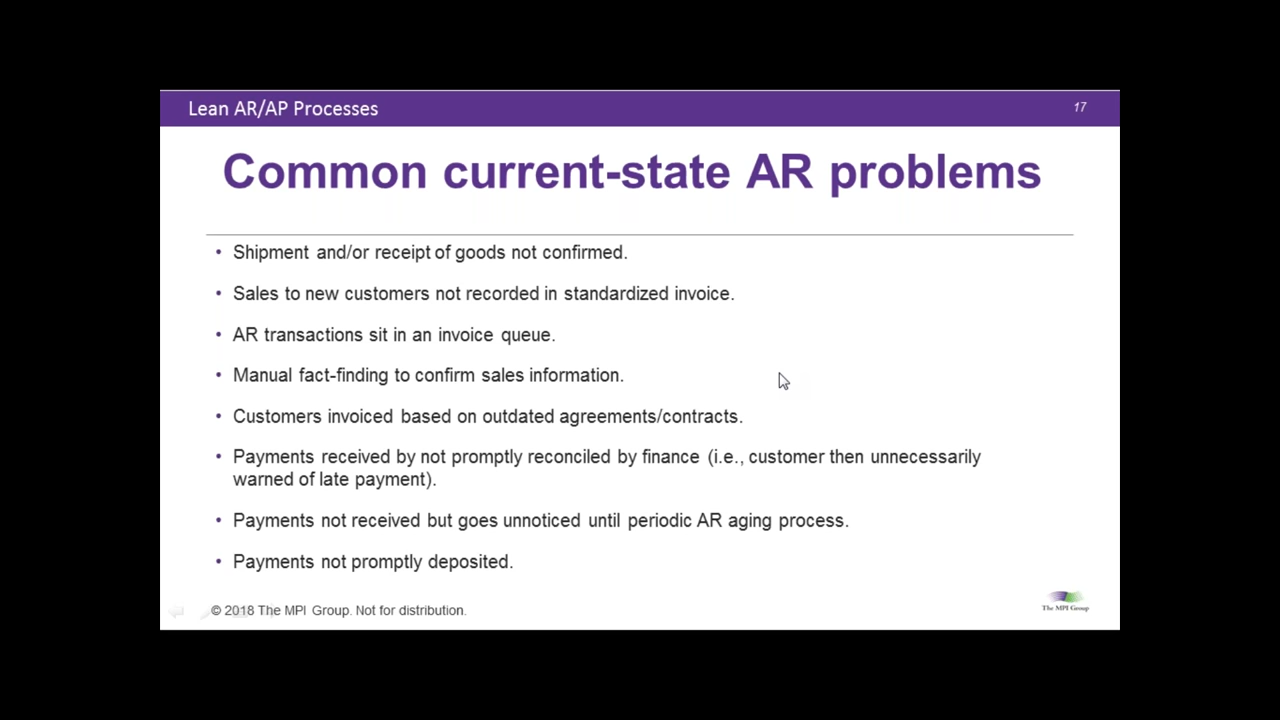 Lean AR/AP Processes
17
Common current-state AR problems
• Shipment and/or receipt of goods not confirmed.
• Sales to new customers not recorded in standardized invoice.
• AR transactions sit in an invoice queue.
• Manual fact-finding to confirm sales information.
• Customers invoiced based on outdated agreements/contracts.
• Payments received by not promptly reconciled by finance (i.e., customer then unnecessarily
warned of late payment).
• Payments not received but goes unnoticed until periodic AR aging process.
• Payments not promptly deposited.
© 2018 The MPI Group. Not for distribution.
The MPI Group